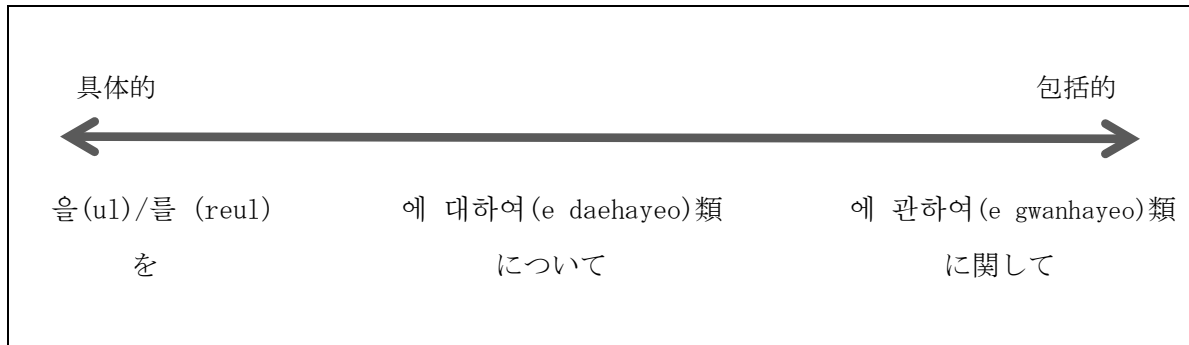 具体的 包括的
을(ul)/를 (reul) 에 대하여(e daehayeo)類 에 관하여(e gwanhayeo)類
を について に関して